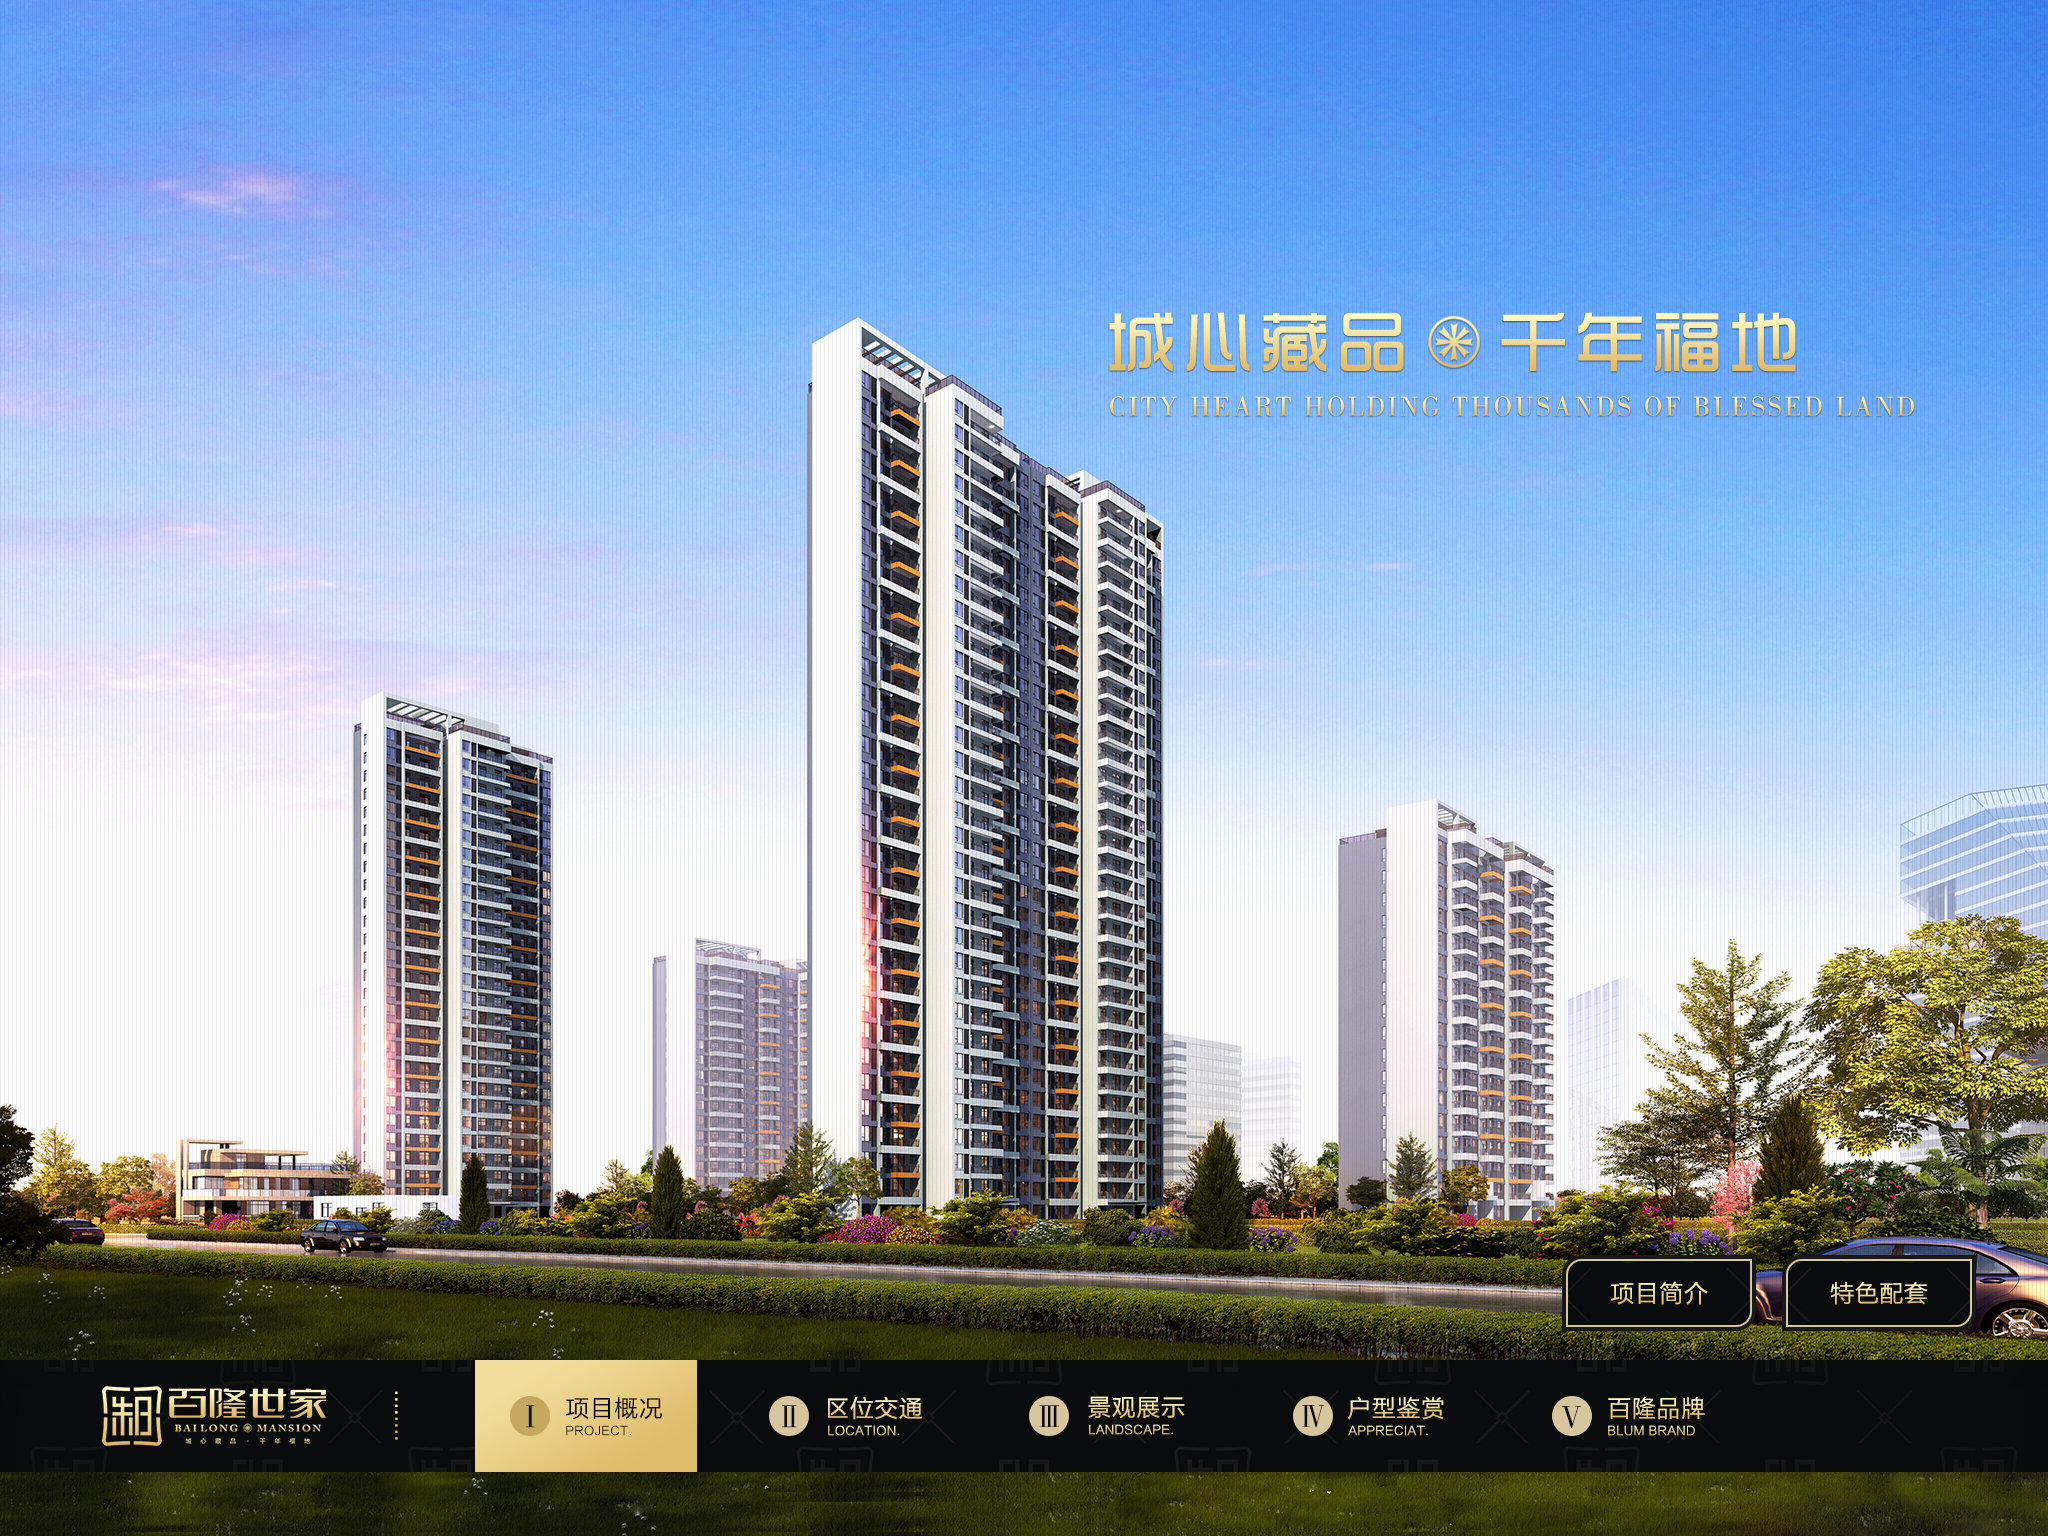 城心藏品 千年福地
CITY HEART HOLDING THOUSANDS OF BLESSED LAND
项目简介
特色配套
百隆世家
BAILONG MANSION
城心藏品·千年福地
I 项目概况
PROJECT.
II 区位交通
LOCATION.
III 景观展示
LANDSCAPE.
IV 户型鉴赏
APPRECIAT.
V 百隆品牌
BLUM BRAND